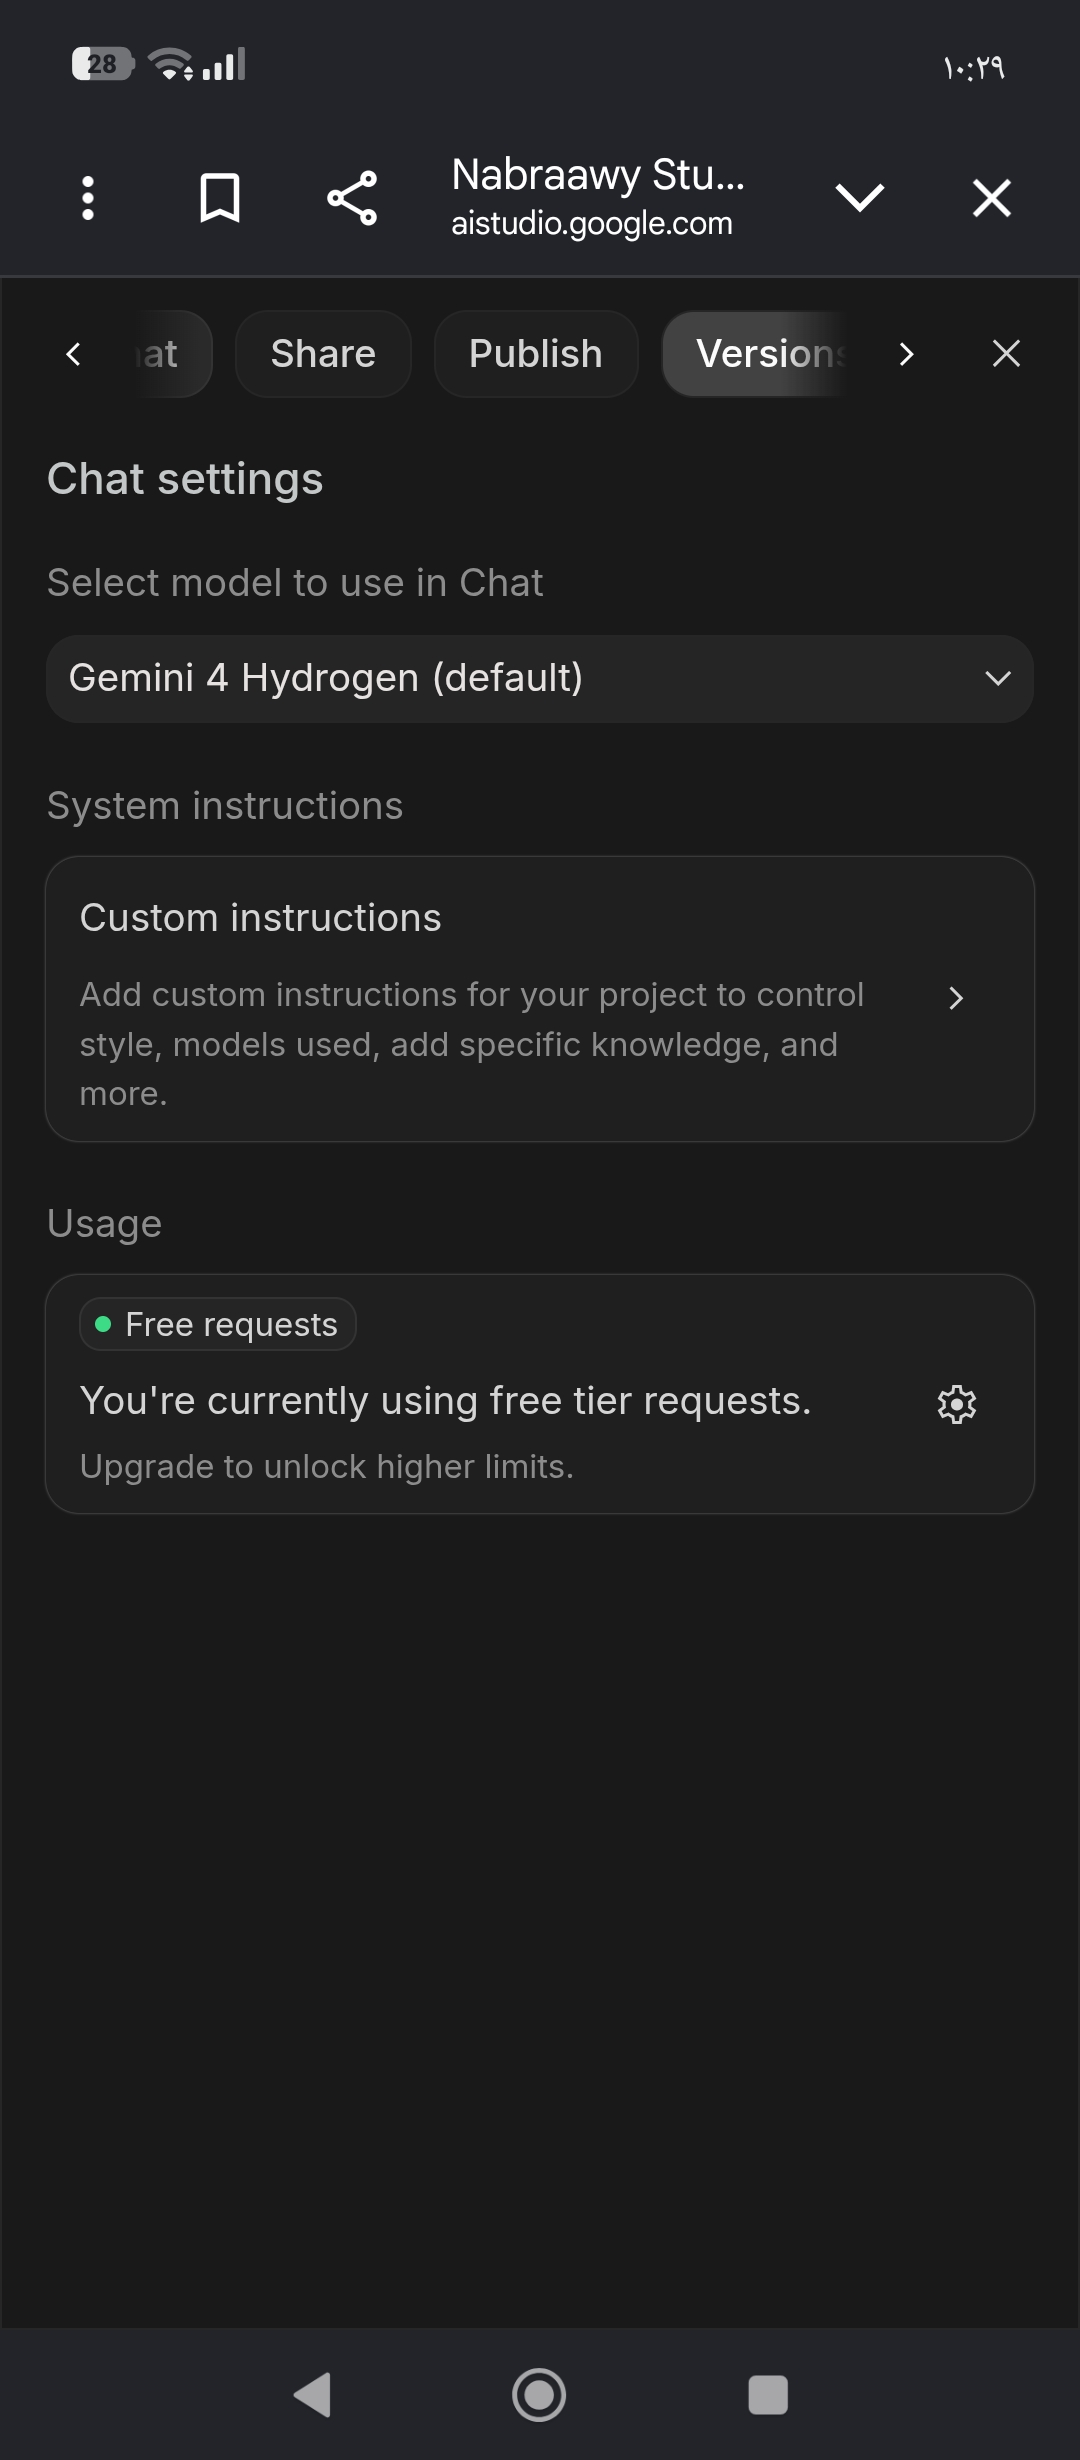 28
١٠:٢٩
Nabraawy Stu...
aistudio.google.com
at
Share
Publish
Versions
Chat settings
Select model to use in Chat
Gemini 4 Hydrogen (default)
System instructions
Custom instructions
Add custom instructions for your project to control
style, models used, add specific knowledge, and
more.
Usage
Free requests
You're currently using free tier requests.
Upgrade to unlock higher limits.